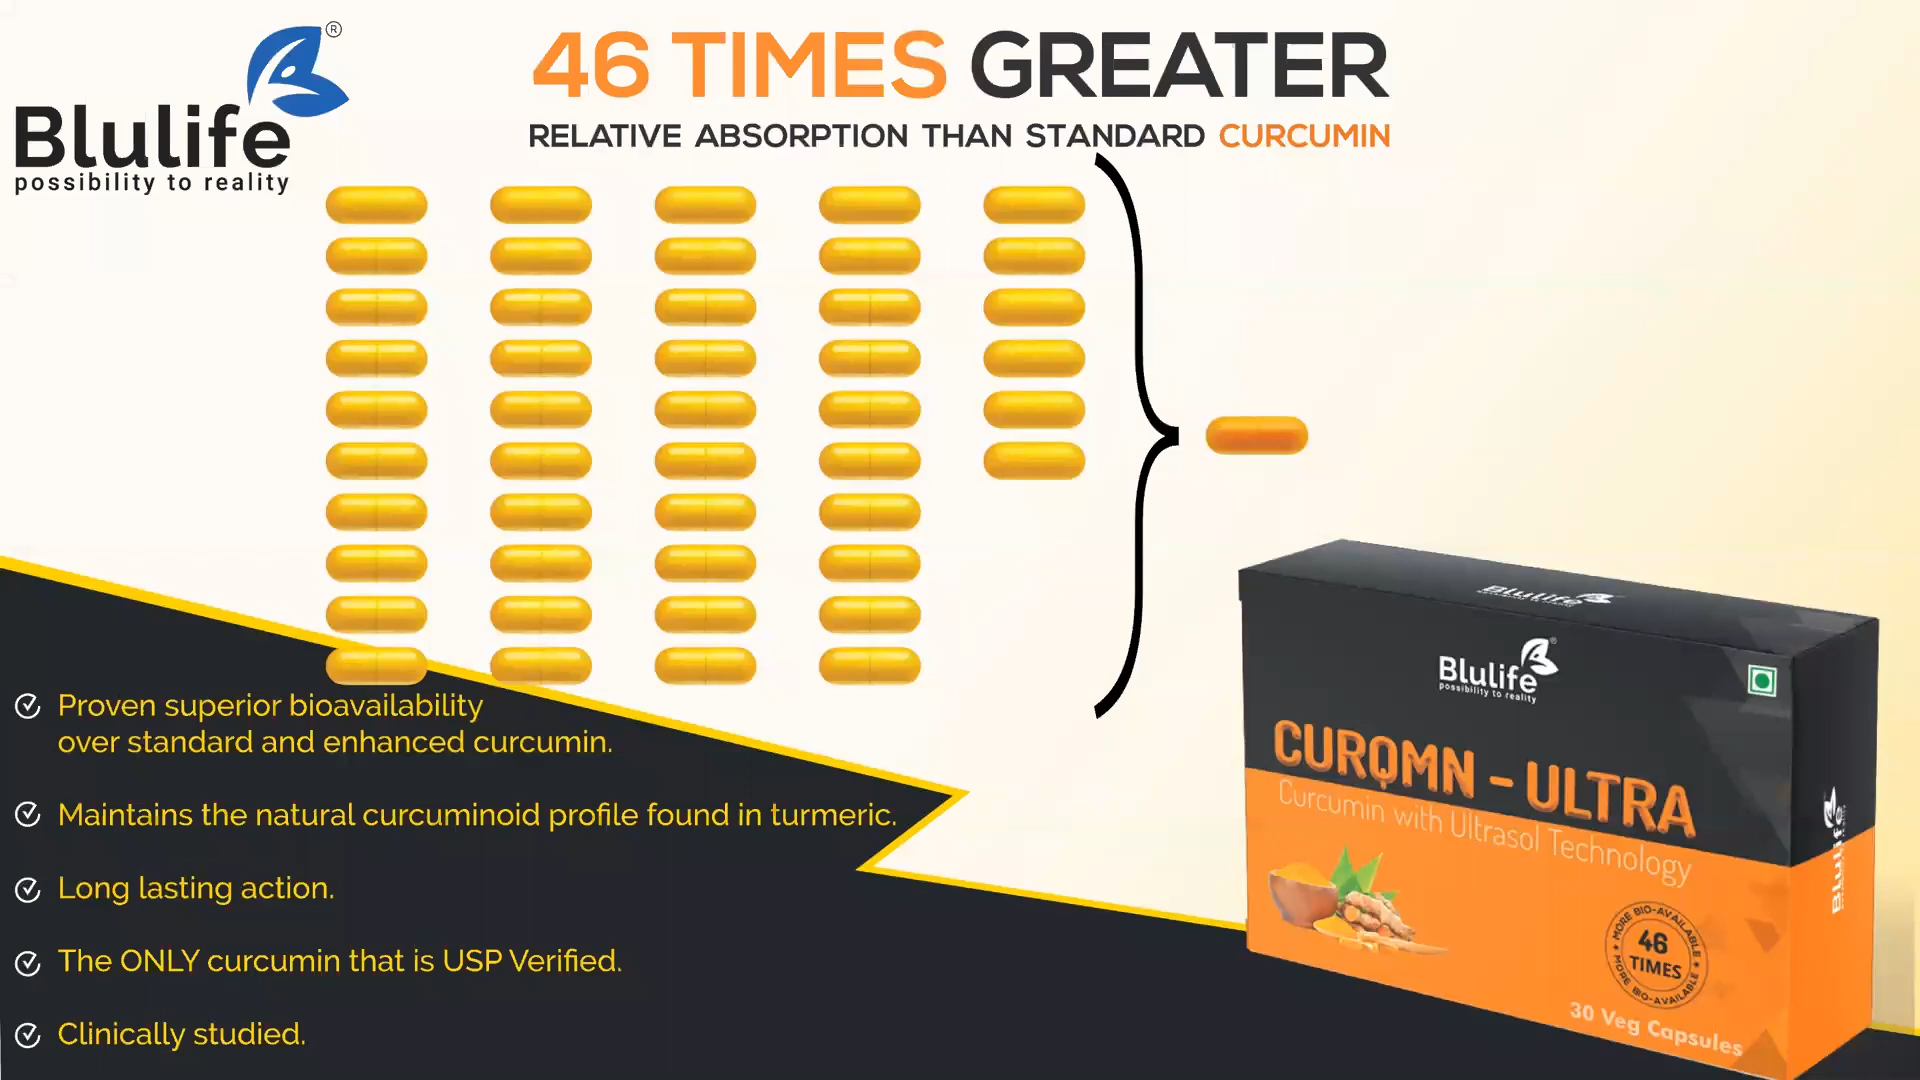 Blulife
®
possibility to reality
46 TIMES GREATER
RELATIVE ABSORPTION THAN STANDARD CURCUMIN
Proven superior bioavailability
over standard and enhanced curcumin.
Maintains the natural curcuminoid profile found in turmeric.
Long lasting action.
The ONLY curcumin that is USP Verified.
Clinically studied.
Blulife
Blulife
®
possibility to reality
CURQMN - ULTRA
Curcumin with Ultrasol Technology
MORE BIO-AVAILABLE
46
TIMES
MORE BIO-AVAILABLE
30 Veg Capsules
Blulife